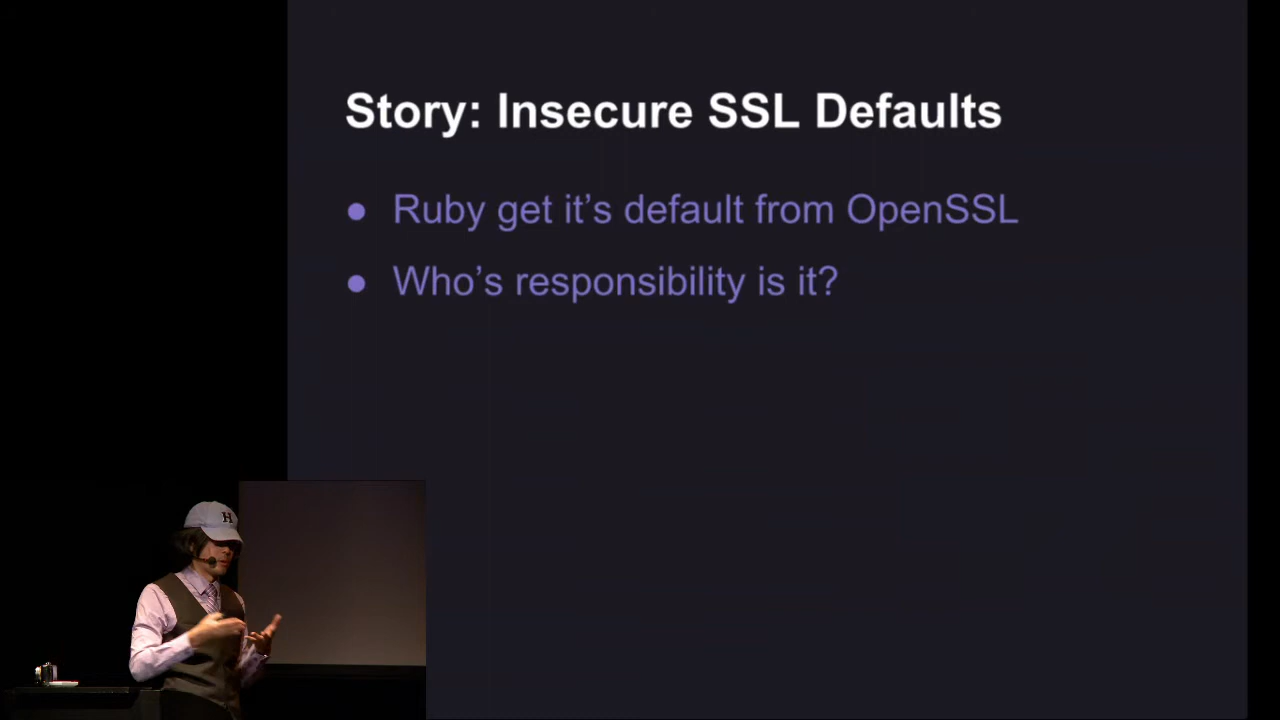 Story: Insecure SSL Defaults
● Ruby get it’s default from OpenSSL
● Who’s responsibility is it?
H